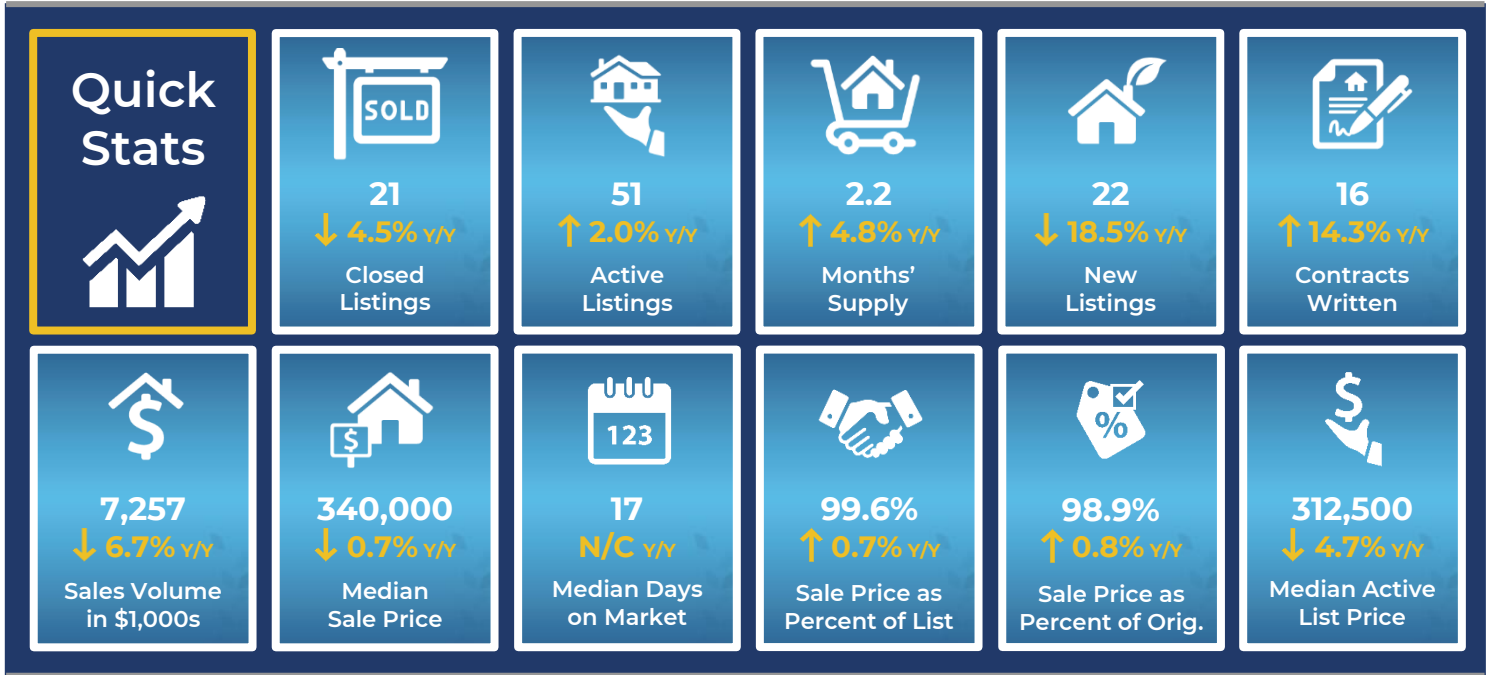 Quick
Stats
SOLD
21
↓ 4.5% Y/Y
Closed
Listings
51
↑ 2.0% Y/Y
Active
Listings
2.2
↑ 4.8% Y/Y
Months’
Supply
22
↓ 18.5% Y/Y
New
Listings
16
↑ 14.3% Y/Y
Contracts
Written
$
7,257
↓ 6.7% Y/Y
Sales Volume
in $1,000s
$
340,000
↓ 0.7% Y/Y
Median
Sale Price
123
17
N/C Y/Y
Median Days
on Market
99.6%
↑ 0.7% Y/Y
Sale Price as
Percent of List
%
98.9%
↑ 0.8% Y/Y
Sale Price as
Percent of Orig.
$
312,500
↓ 4.7% Y/Y
Median Active
List Price